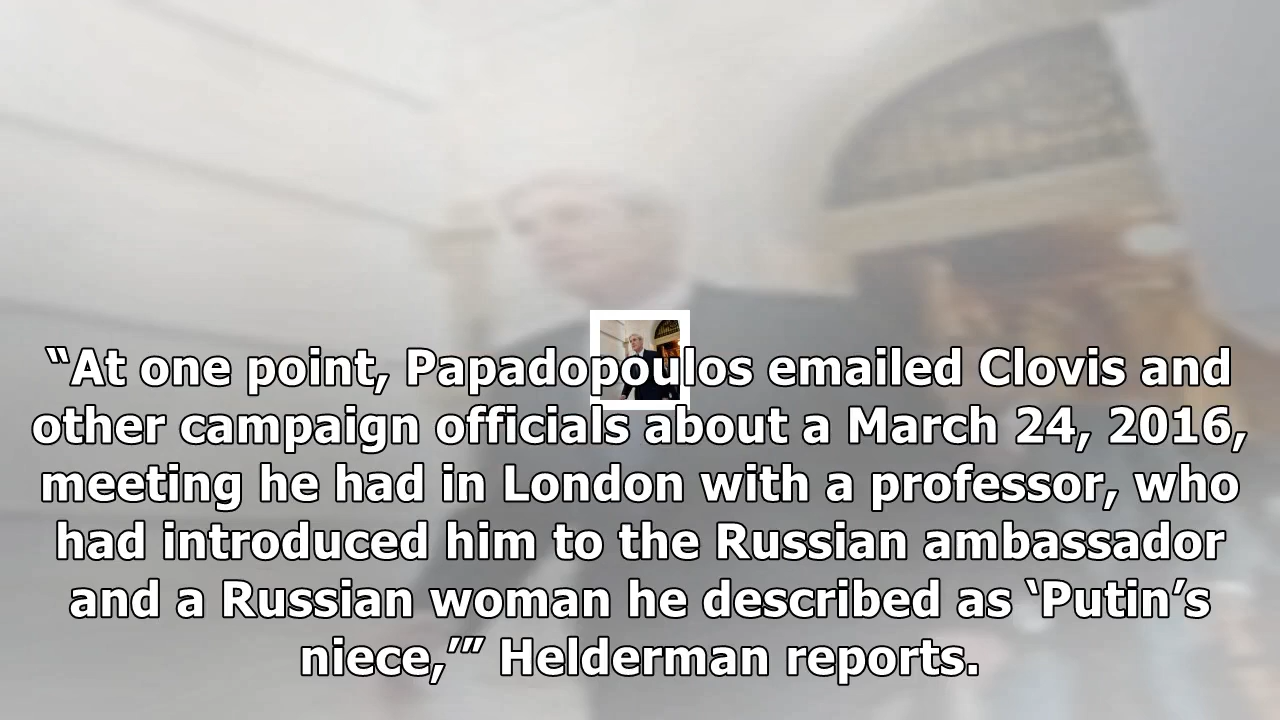 “At one point, Papadopoulos emailed Clovis and
other campaign officials about a March 24, 2016,
meeting he had in London with a professor, who
had introduced him to the Russian ambassador
and a Russian woman he described as ‘Putin’s
niece,’” Helderman reports.